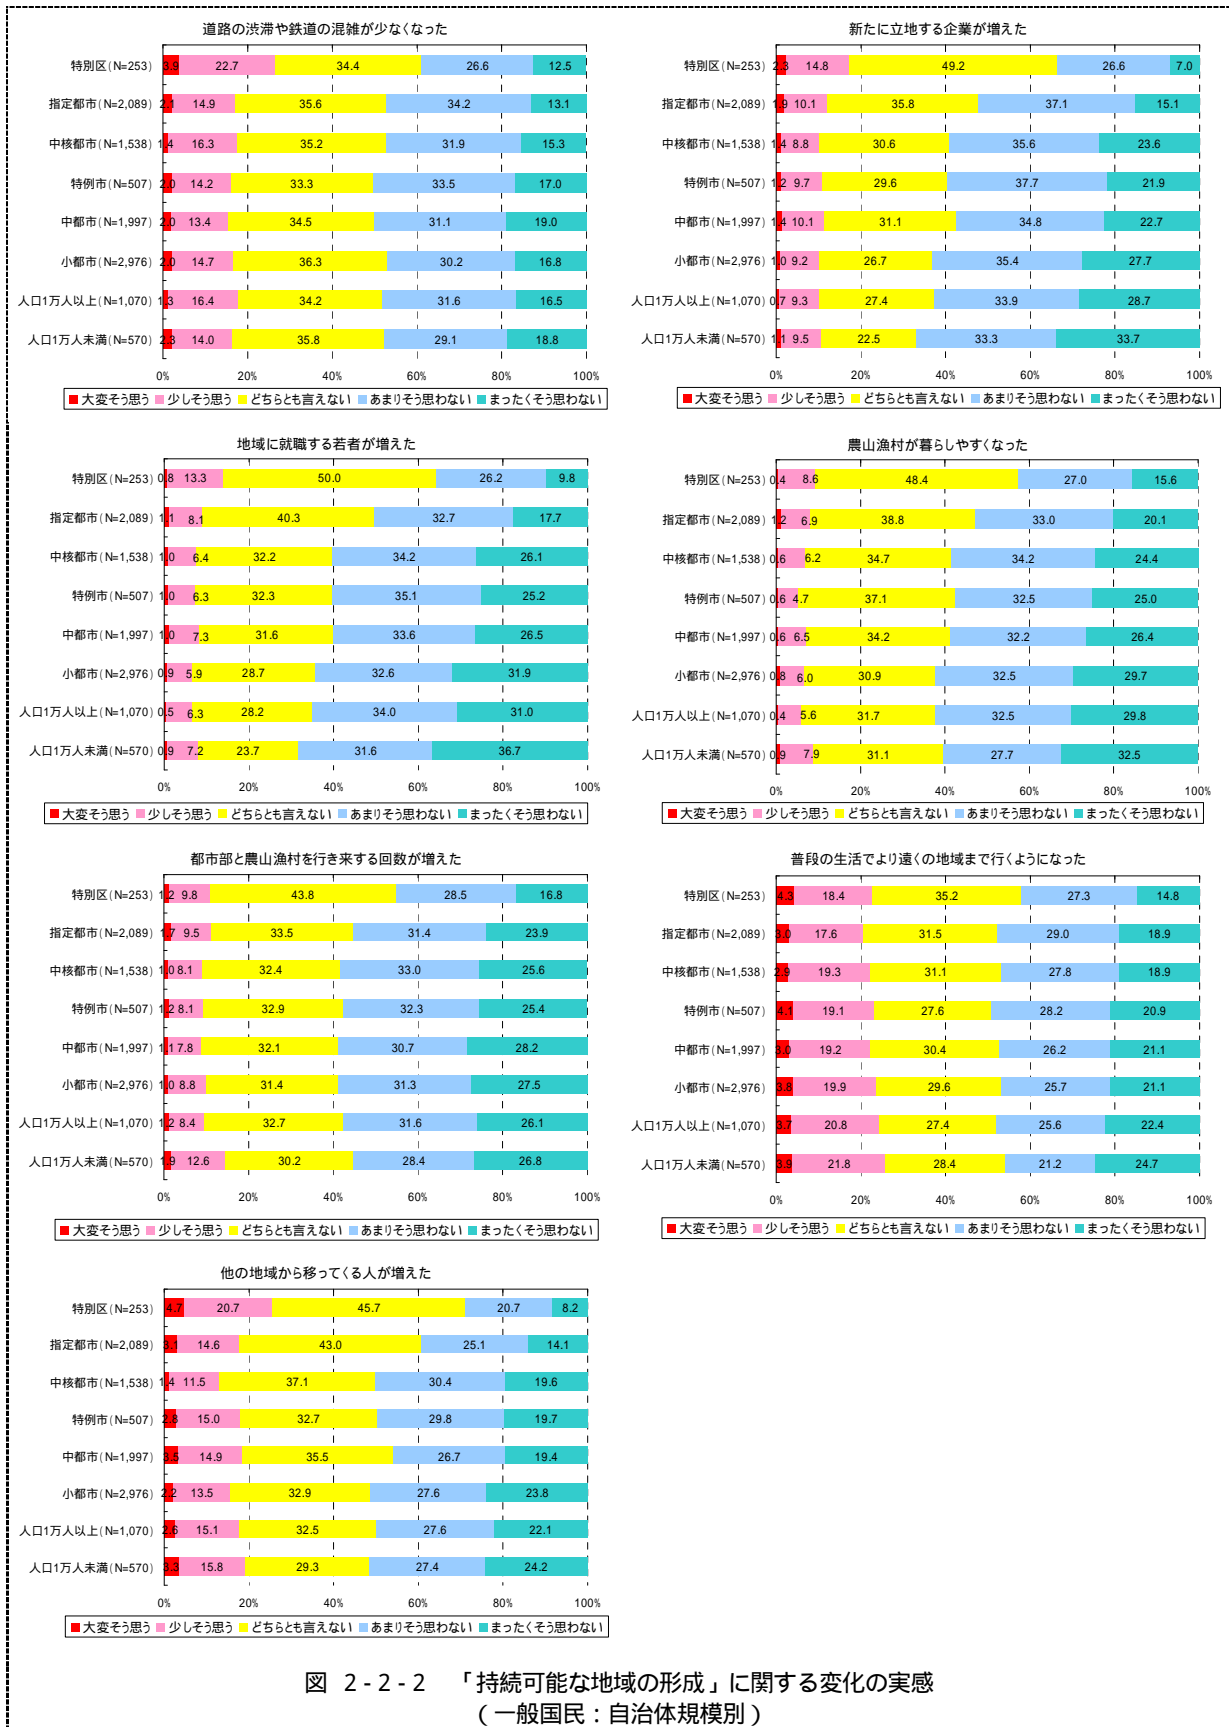 道路の渋滞や鉄道の混雑が少なくなった
特別区(N=253) 3.9 22.7 34.4 26.6 12.5
指定都市(N=2,089) 2.1 14.9 35.6 34.2 13.1
中核都市(N=1,538) 1.4 16.3 35.2 31.9 15.3
特例市(N=507) 2.0 14.2 33.3 33.5 17.0
中都市(N=1,997) 2.0 13.4 34.5 31.1 19.0
小都市(N=2,976) 2.0 14.7 36.3 30.2 16.8
人口1万人以上(N=1,070) 1.3 16.4 34.2 31.6 16.5
人口1万人未満(N=570) 2.3 14.0 35.8 29.1 18.8
0% 20% 40% 60% 80% 100%
大変そう思う 少しそう思う どちらとも言えない あまりそう思わない まったくそう思わない
新たに立地する企業が増えた
特別区(N=253) 2.3 14.8 49.2 26.6 7.0
指定都市(N=2,089) 1.9 10.1 35.8 37.1 15.1
中核都市(N=1,538) 1.4 8.8 30.6 35.6 23.6
特例市(N=507) 1.2 9.7 29.6 37.7 21.9
中都市(N=1,997) 1.4 10.1 31.1 34.8 22.7
小都市(N=2,976) 1.0 9.2 26.7 35.4 27.7
人口1万人以上(N=1,070) 0.7 9.3 27.4 33.9 28.7
人口1万人未満(N=570) 1.1 9.5 22.5 33.3 33.7
0% 20% 40% 60% 80% 100%
大変そう思う 少しそう思う どちらとも言えない あまりそう思わない まったくそう思わない
地域に就職する若者が増えた
特別区(N=253) 0.8 13.3 50.0 26.2 9.8
指定都市(N=2,089) 1.1 8.1 40.3 32.7 17.7
中核都市(N=1,538) 1.0 6.4 32.2 34.2 26.1
特例市(N=507) 1.0 6.3 32.3 35.1 25.2
中都市(N=1,997) 1.0 7.3 31.6 33.6 26.5
小都市(N=2,976) 0.9 5.9 28.7 32.6 31.9
人口1万人以上(N=1,070) 0.5 6.3 28.2 34.0 31.0
人口1万人未満(N=570) 0.9 7.2 23.7 31.6 36.7
0% 20% 40% 60% 80% 100%
大変そう思う 少しそう思う どちらとも言えない あまりそう思わない まったくそう思わない
農山漁村が暮らしやすくなった
特別区(N=253) 0.4 8.6 48.4 27.0 15.6
指定都市(N=2,089) 1.2 6.9 38.8 33.0 20.1
中核都市(N=1,538) 0.6 6.2 34.7 34.2 24.4
特例市(N=507) 0.6 4.7 37.1 32.5 25.0
中都市(N=1,997) 0.6 6.5 34.2 32.2 26.4
小都市(N=2,976) 0.8 6.0 30.9 32.5 29.7
人口1万人以上(N=1,070) 0.4 5.6 31.7 32.5 29.8
人口1万人未満(N=570) 0.9 7.9 31.1 27.7 32.5
0% 20% 40% 60% 80% 100%
大変そう思う 少しそう思う どちらとも言えない あまりそう思わない まったくそう思わない
都市部と農山漁村を行き来する回数が増えた
特別区(N=253) 1.2 9.8 43.8 28.5 16.8
指定都市(N=2,089) 1.7 9.5 33.5 31.4 23.9
中核都市(N=1,538) 1.0 8.1 32.4 33.0 25.6
特例市(N=507) 1.2 8.1 32.9 32.3 25.4
中都市(N=1,997) 1.1 7.8 32.1 30.7 28.2
小都市(N=2,976) 1.0 8.8 31.4 31.3 27.5
人口1万人以上(N=1,070) 1.2 8.4 32.7 31.6 26.1
人口1万人未満(N=570) 1.9 12.6 30.2 28.4 26.8
0% 20% 40% 60% 80% 100%
大変そう思う 少しそう思う どちらとも言えない あまりそう思わない まったくそう思わない
普段の生活でより遠くの地域まで行くようになった
特別区(N=253) 4.3 18.4 35.2 27.3 14.8
指定都市(N=2,089) 3.0 17.6 31.5 29.0 18.9
中核都市(N=1,538) 2.9 19.3 31.1 27.8 18.9
特例市(N=507) 4.1 19.1 27.6 28.2 20.9
中都市(N=1,997) 3.0 19.2 30.4 26.2 21.1
小都市(N=2,976) 3.8 19.9 29.6 25.7 21.1
人口1万人以上(N=1,070) 3.7 20.8 27.4 25.6 22.4
人口1万人未満(N=570) 3.9 21.8 28.4 21.2 24.7
0% 20% 40% 60% 80% 100%
大変そう思う 少しそう思う どちらとも言えない あまりそう思わない まったくそう思わない
他の地域から移ってくる人が増えた
特別区(N=253) 4.7 20.7 45.7 20.7 8.2
指定都市(N=2,089) 3.1 14.6 43.0 25.1 14.1
中核都市(N=1,538) 1.4 11.5 37.1 30.4 19.6
特例市(N=507) 2.8 15.0 32.7 29.8 19.7
中都市(N=1,997) 3.5 14.9 35.5 26.7 19.4
小都市(N=2,976) 2.2 13.5 32.9 27.6 23.8
人口1万人以上(N=1,070) 2.6 15.1 32.5 27.6 22.1
人口1万人未満(N=570) 3.3 15.8 29.3 27.4 24.2
0% 20% 40% 60% 80% 100%
大変そう思う 少しそう思う どちらとも言えない あまりそう思わない まったくそう思わない
図 2-2-2 「持続可能な地域の形成」に関する変化の実感
(一般国民:自治体規模別)